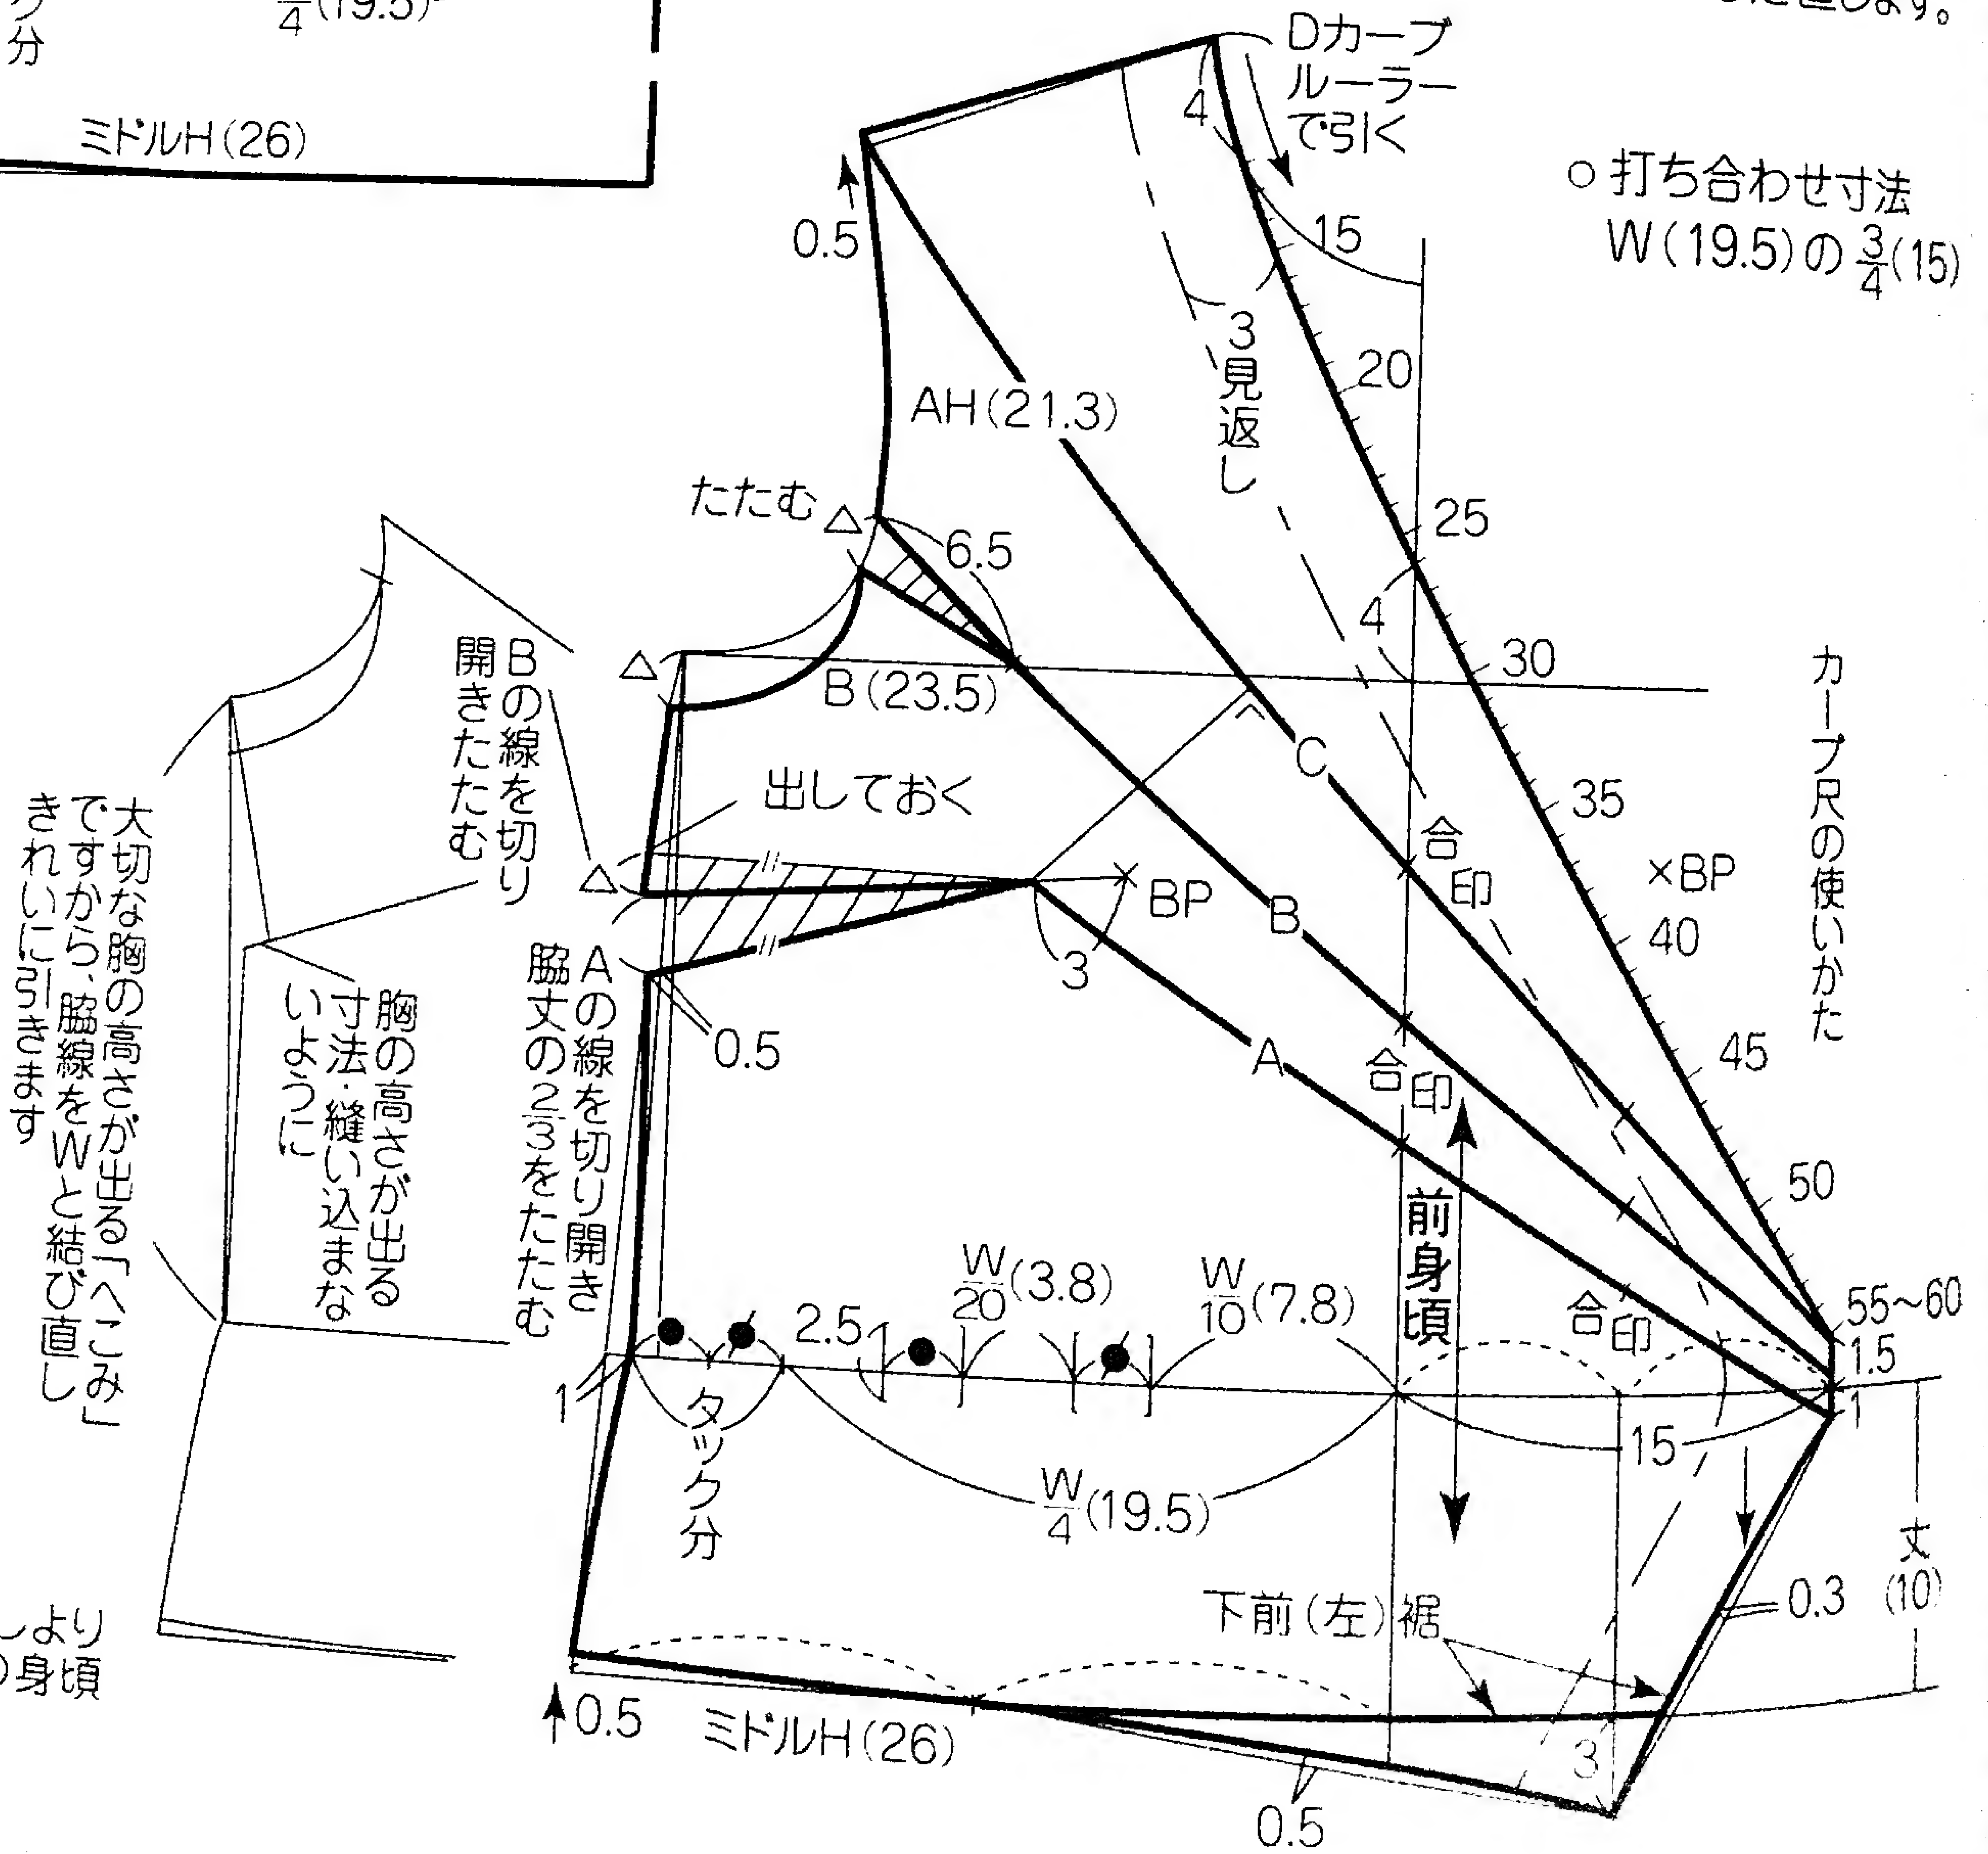 ク分
4(19.5)
ミドルH(26)
Dカーブ
ルーラー
で引く
○打ち合わせ寸法
W(19.5)の3/4(15)
4
15
0.5
3見返し
20
AH(21.3)
25
たたむ△
6.5
4
30
△
B(23.5)
カーブ尺の使いかた
Bの線を切り
開きたたむ
C
35
出しておく
合印
×BP
40
△
BP
B
3
大切な胸の高さが出る「へこみ」
ですから、脇線をWと結び直し
きれいに引きます
胸の高さが出る
寸法・縫い込まな
いように
Aの線を切り開き
脇丈の2/3をたたむ
0.5
A
合印
45
50
前身頃
W/20(3.8)
W/10(7.8)
2.5
合印
55~60
1.5
1
1
タック分
15
W/4(19.5)
丈
(10)
下前(左)裾
0.3
しより
身頃
0.5
ミドルH(26)
3
0.5